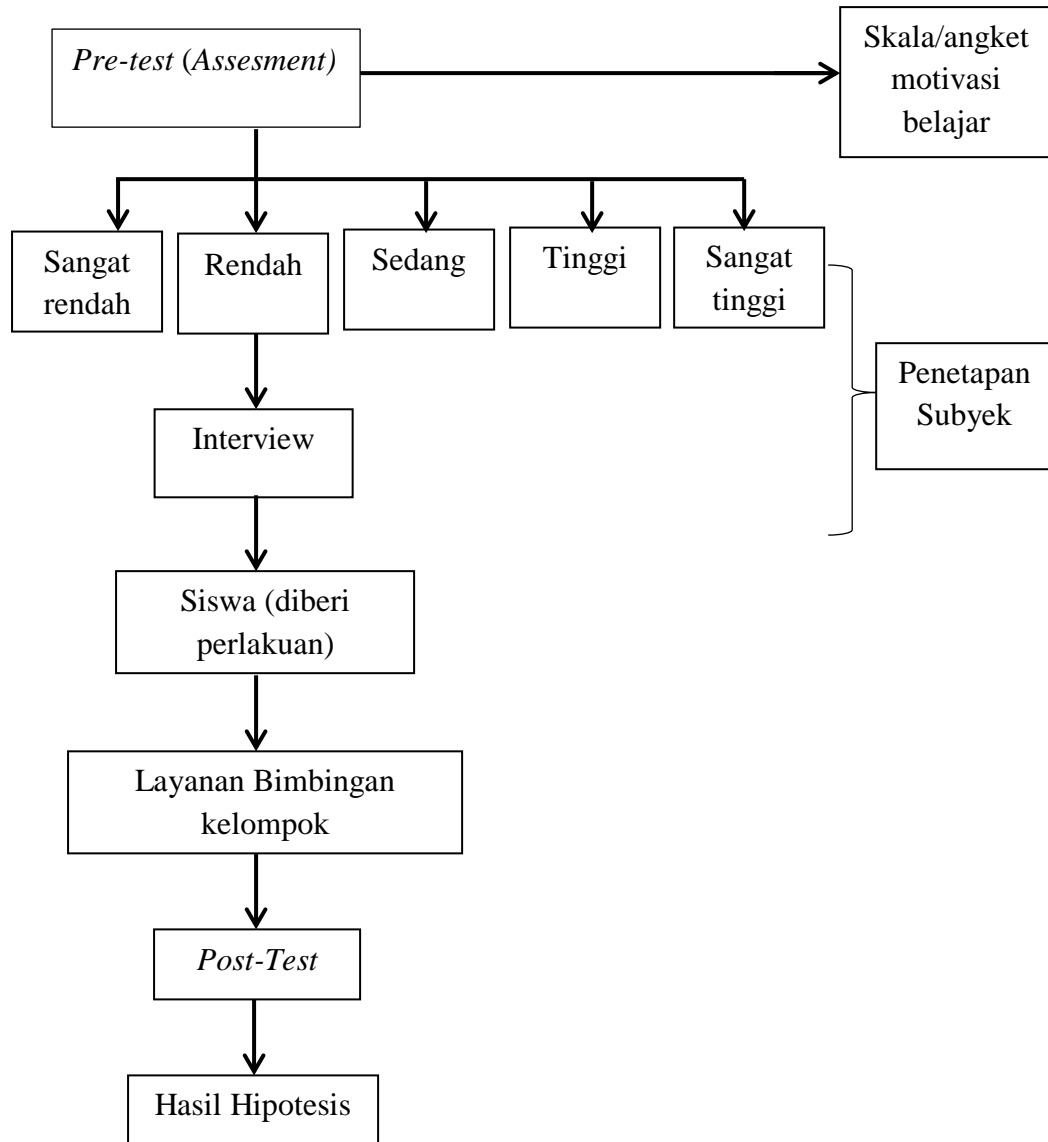 Pre-test (Assesment)
Skala/angket
motivasi
belajar
Sangat
rendah
Rendah
Sedang
Tinggi
Sangat
tinggi
Penetapan
Subyek
Interview
Siswa (diberi
perlakuan)
Layanan Bimbingan
kelompok
Post-Test
Hasil Hipotesis